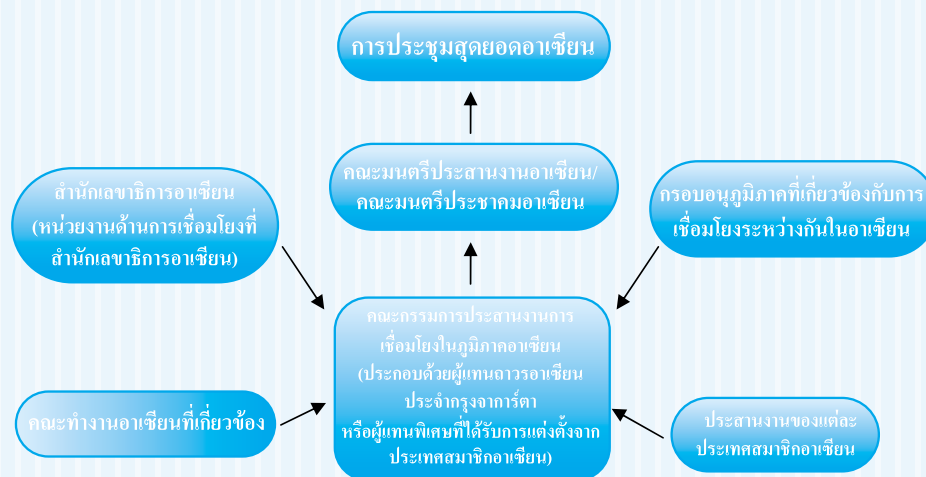 การประชุมสุดยอดอาเซียน
คณะมนตรีประสานงานอาเซียน/
คณะมนตรีประชาคมอาเซียน
สำนักเลขาธิการอาเซียน
(หน่วยงานด้านการเชื่อมโยงที่
สำนักเลขาธิการอาเซียน)
กรอบอนุภูมิภาคที่เกี่ยวข้องกับการ
เชื่อมโยงระหว่างกันในอาเซียน
คณะกรรมการประสานงานการ
เชื่อมโยงในภูมิภาคอาเซียน
(ประกอบด้วยผู้แทนถาวรอาเซียน
ประจำกรุงจาการ์ตา
หรือผู้แทนพิเศษที่ได้รับการแต่งตั้งจาก
ประเทศสมาชิกอาเซียน)
คณะทำงานอาเซียนที่เกี่ยวข้อง
ประสานงานของแต่ละ
ประเทศสมาชิกอาเซียน